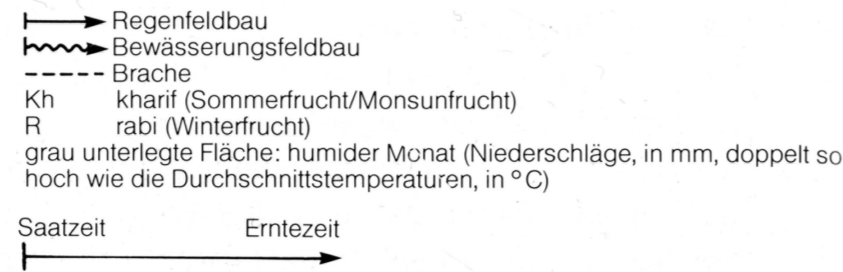 Regenfeldbau
Bewässerungsfeldbau
Brache
Kh kharif (Sommerfrucht/Monsunfrucht)
R rabi (Winterfrucht)
grau unterlegte Fläche: humider Monat (Niederschläge, in mm, doppelt so
hoch wie die Durchschnittstemperaturen, in °C)
Saatzeit Erntezeit